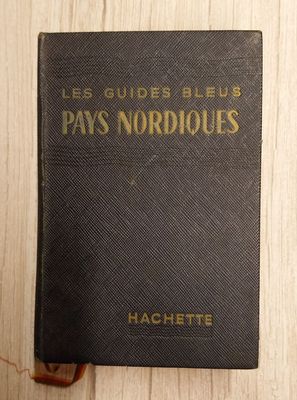 LES GUIDES BLEUS
PAYS NORDIQUES
HACHETTE